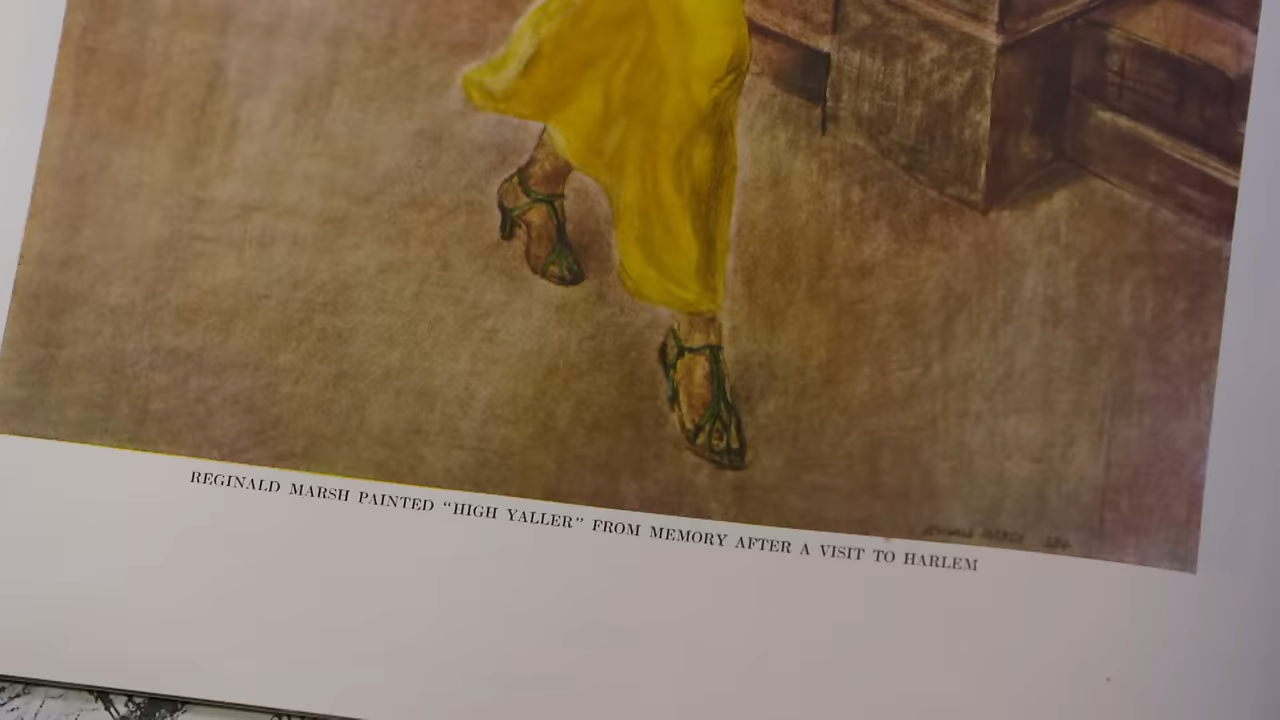 REGINALD MARSH PAINTED “HIGH YALLER” FROM MEMORY AFTER A VISIT TO HARLEM